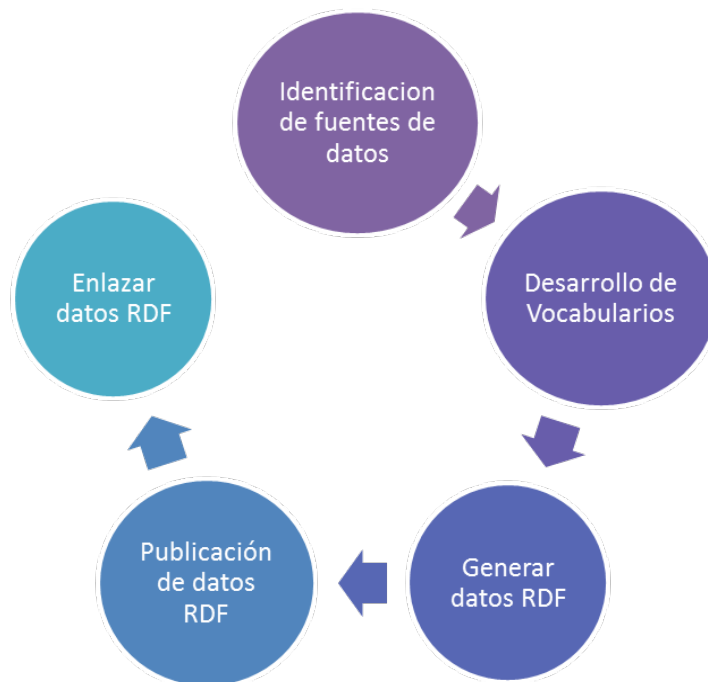 Identificacion
de fuentes de
datos
Desarrollo de
Vocabularios
Generar
datos RDF
Publicación
de datos
RDF
Enlazar
datos RDF